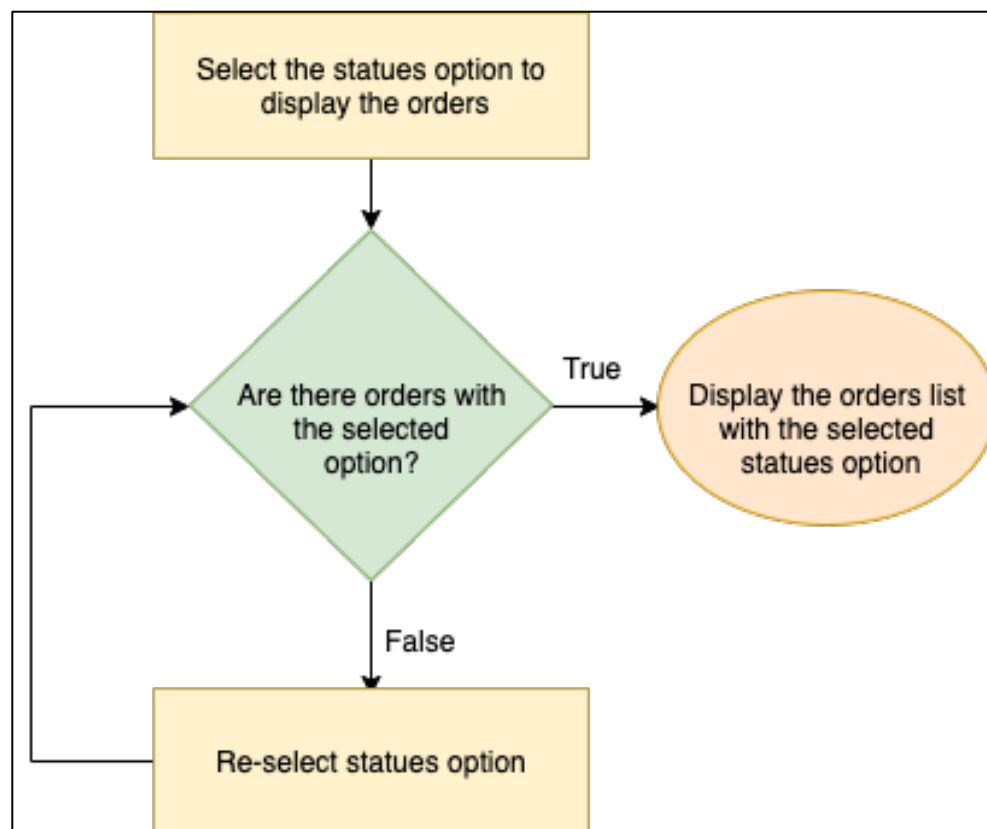 Select the statues option to
display the orders
Are there orders with
the selected
option?
True
Display the orders list
with the selected
statues option
False
Re-select statues option